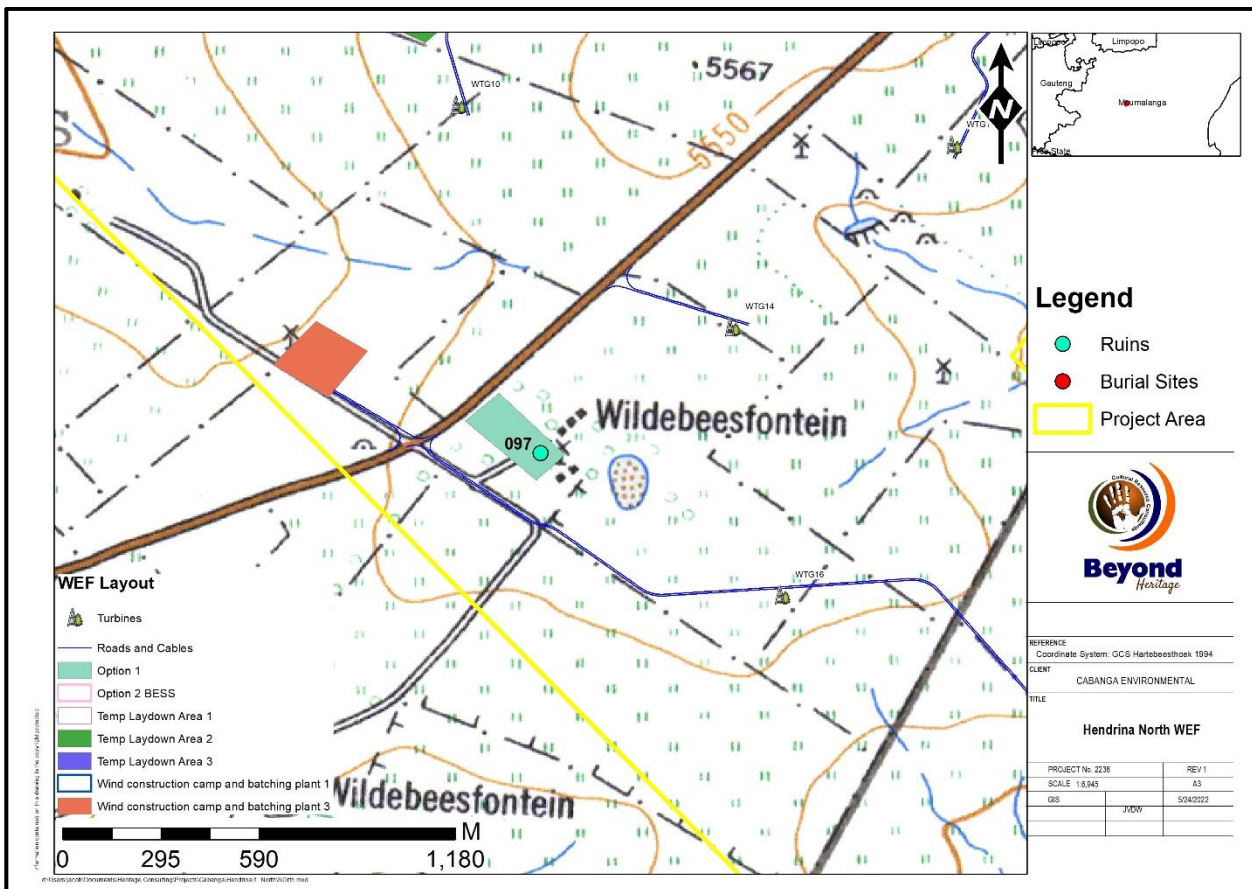 5567
5550
WTG10
WTG14
097
Wildebeesfontein
WTG16
Wildebeesfontein
WEF Layout
Turbines
Roads and Cables
Option 1
Option 2 BESS
Temp Laydown Area 1
Temp Laydown Area 2
Temp Laydown Area 3
Wind construction camp and batching plant 1
Wind construction camp and batching plant 3
M
0 295 590 1,180
N
Limpopo
Limpopo
Gauteng
Legend
Ruins
Burial Sites
Project Area
Beyond
Heritage
REFERENCE
Coordinate System: GCS Hartebeesthoek 1994
CLIENT
CABANGA ENVIRONMENTAL
TITLE
Hendrina North WEF
PROJECT No. 2238
REV 1
SCALE 1:8,945
A3
GIS
JVDW
5/24/2022